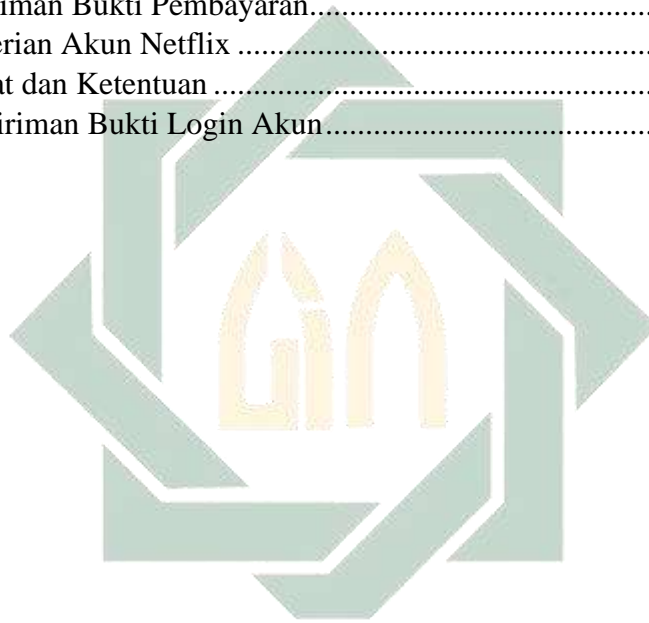 iman Bukti Pembayaran..........................................
erian Akun Netflix ....................................................
at dan Ketentuan .......................................................
iriman Bukti Login Akun........................................